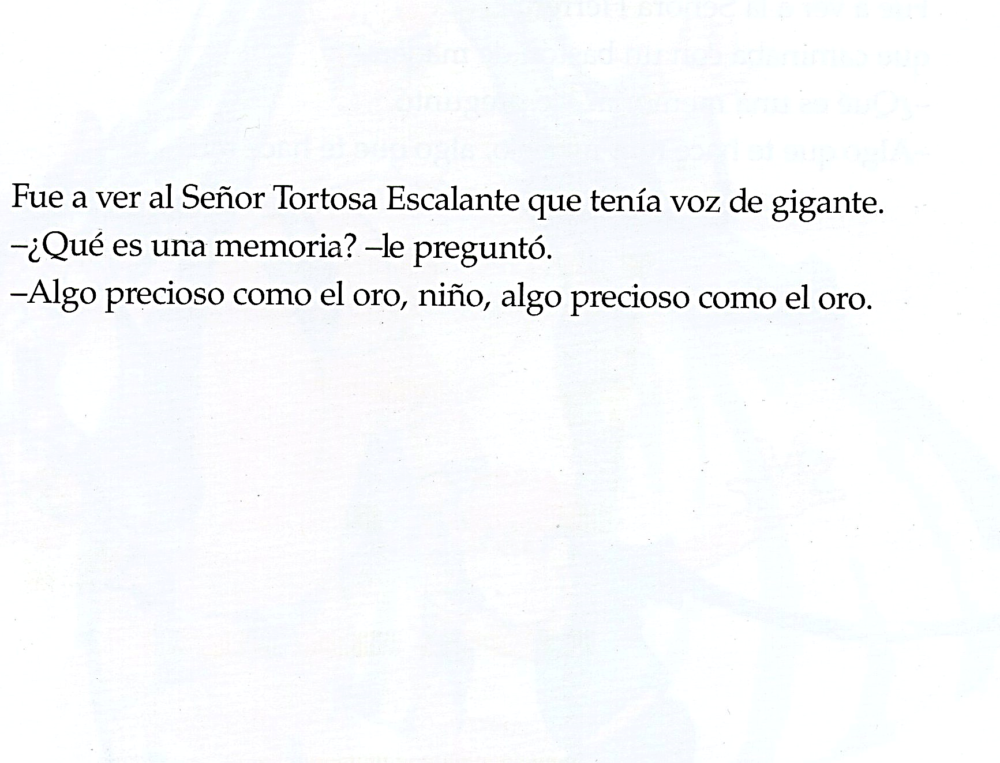 Fue a ver al Señor Tortosa Escalante que tenía voz de gigante.
–¿Qué es una memoria? –le preguntó.
–Algo precioso como el oro, niño, algo precioso como el oro.